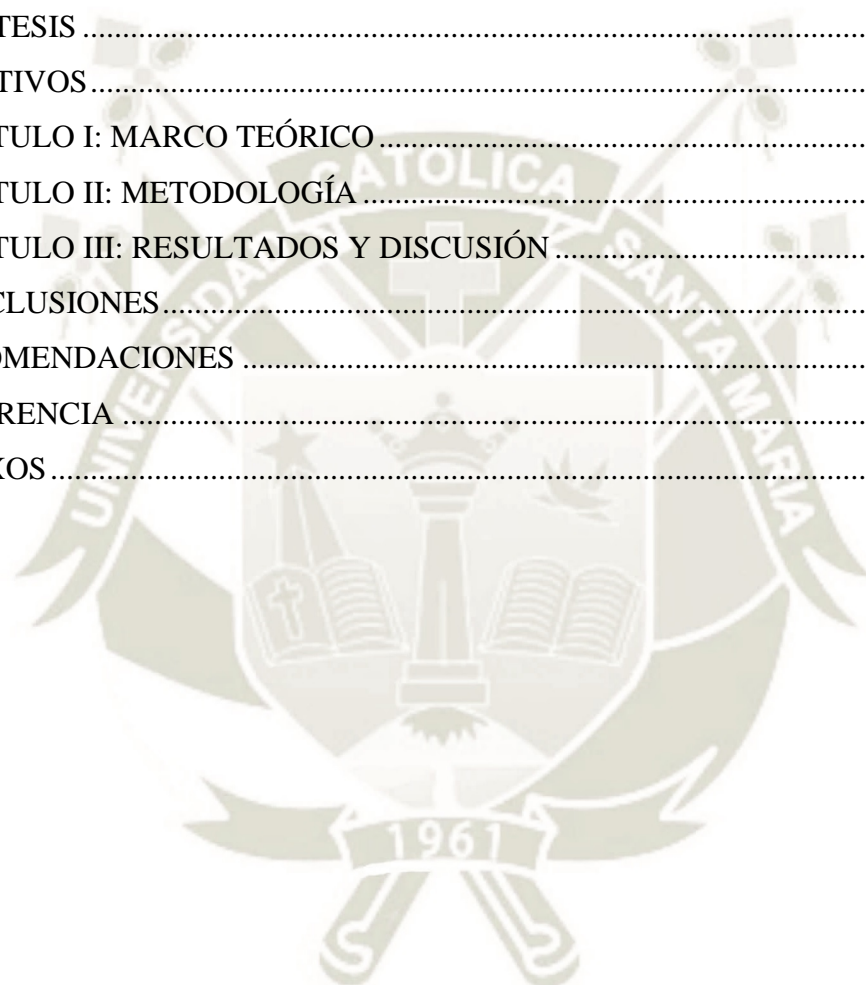 TESIS ..........................................................................................
TIVOS ..........................................................................................
TULO I: MARCO TEÓRICO ..........................................................
TULO II: METODOLOGÍA ............................................................
TULO III: RESULTADOS Y DISCUSIÓN ......................................
CLUSIONES ..................................................................................
OMENDACIONES .........................................................................
RENCIA .........................................................................................
XOS ...............................................................................................
UNIVERSIDAD CATOLICA SANTA MARIA
1961